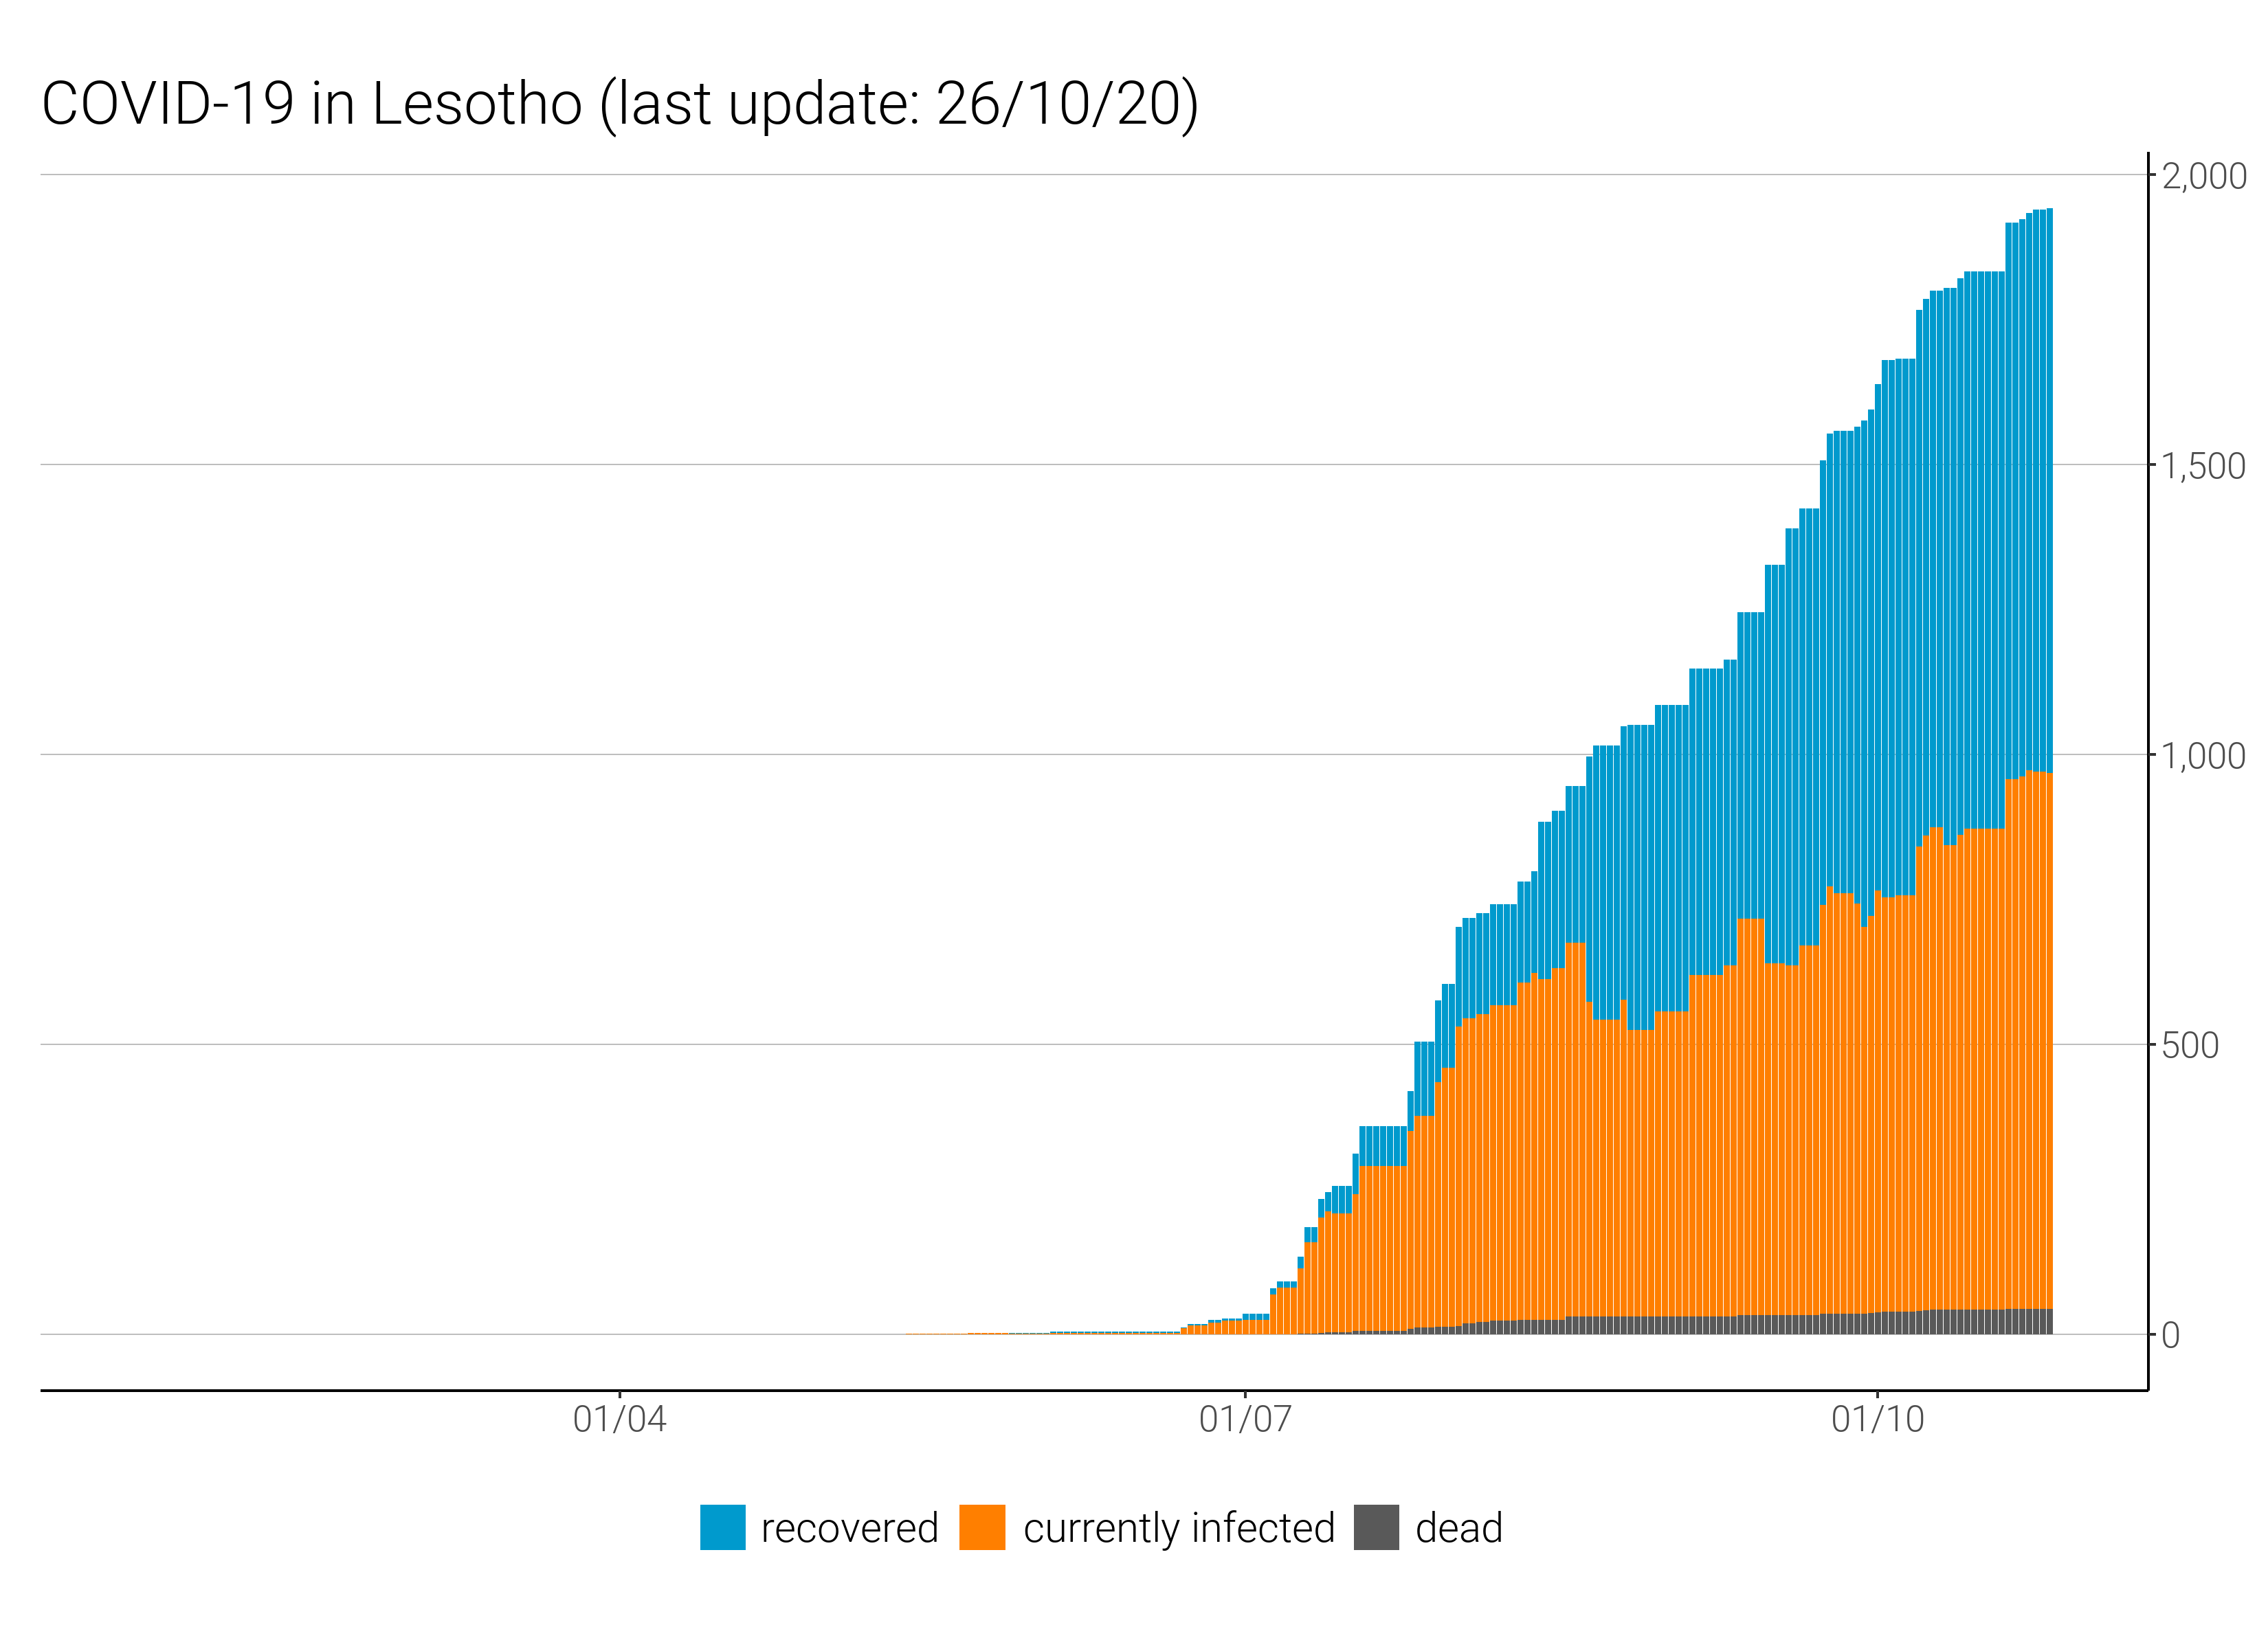 COVID-19 in Lesotho (last update: 26/10/20)
2,000
1,500
1,000
500
0
01/04 01/07 01/10
recovered currently infected dead